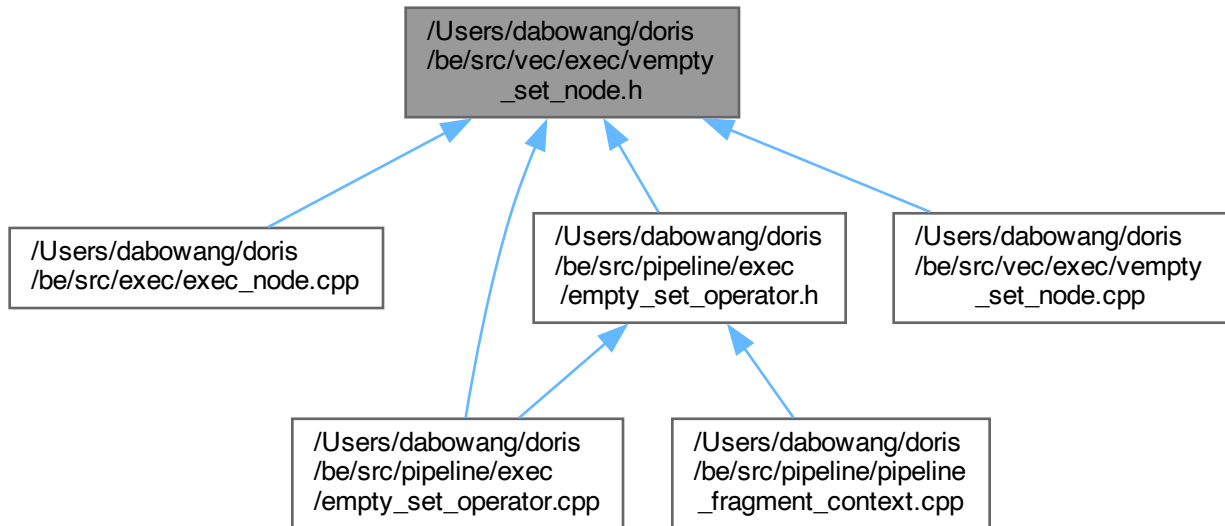 /Users/dabowang/doris
/be/src/vec/exec/vempty
_set_node.h
/Users/dabowang/doris
/be/src/exec/exec_node.cpp
/Users/dabowang/doris
/be/src/pipeline/exec
/empty_set_operator.h
/Users/dabowang/doris
/be/src/vec/exec/vempty
_set_node.cpp
/Users/dabowang/doris
/be/src/pipeline/exec
/empty_set_operator.cpp
/Users/dabowang/doris
/be/src/pipeline/pipeline
_fragment_context.cpp